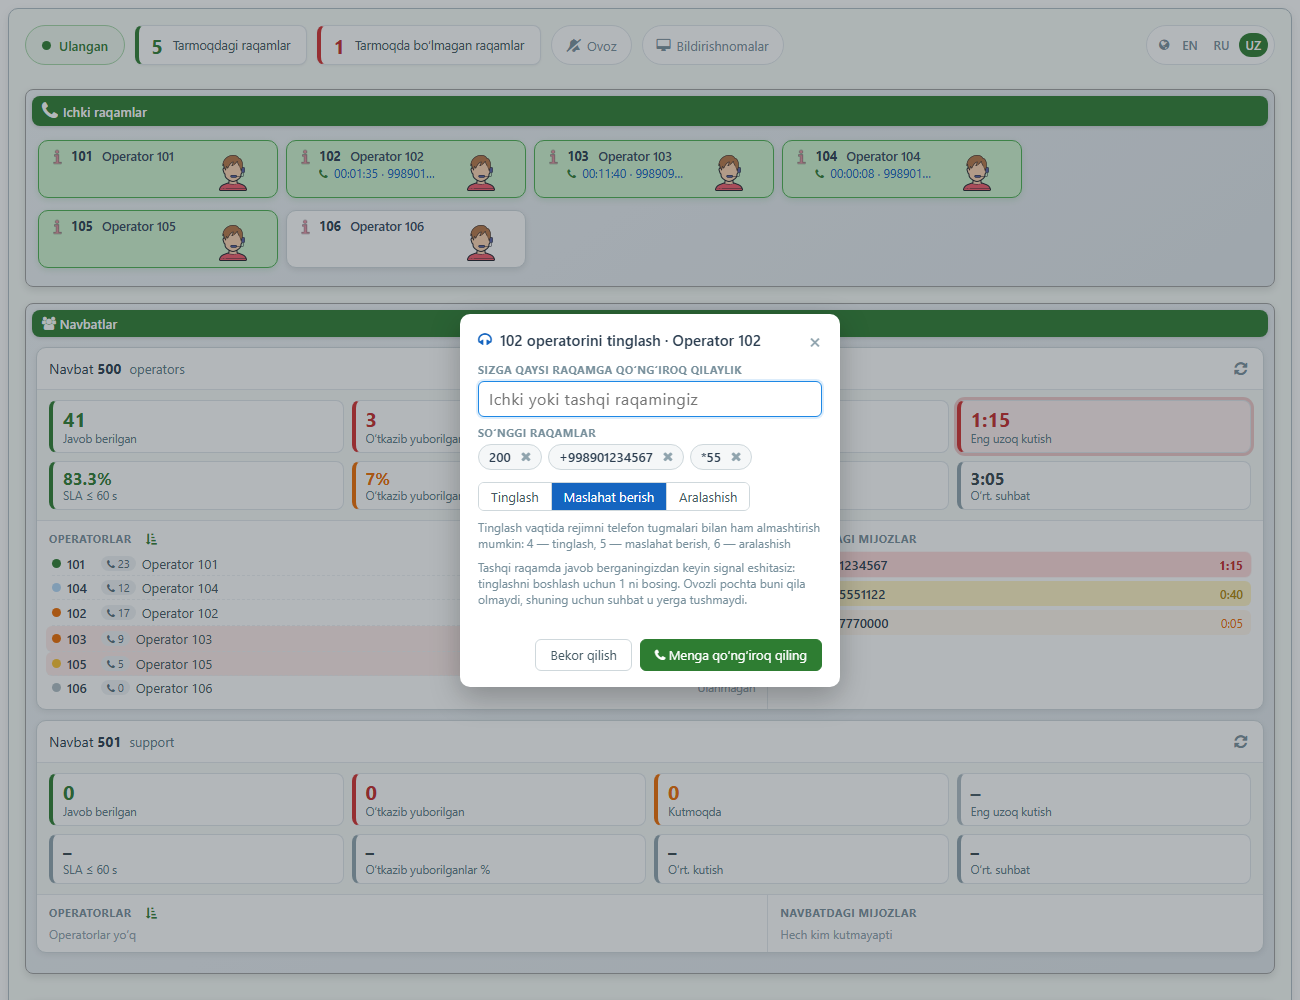 Ulangan
5 Tarmoqdagi raqamlar
1 Tarmoqda bo‘lmagan raqamlar
Ovoz
Bildirishnomalar
EN RU UZ
Ichki raqamlar
101 Operator 101
102 Operator 102
00:01:35 · 998901...
103 Operator 103
00:11:40 · 998909...
104 Operator 104
00:00:08 · 998901...
105 Operator 105
106 Operator 106
Navbatlar
Navbat 500 operators
41
Javob berilgan
3
O‘tkazib yuborilgan
1:15
Eng uzoq kutish
83.3%
SLA ≤ 60 s
7%
3:05
O‘rt. suhbat
OPERATORLAR
101 23 Operator 101
104 12 Operator 104
102 17 Operator 102
103 9 Operator 103
105 5 Operator 105
106 0 Operator 106
MIJOZLAR
1234567 1:15
5551122 0:40
7770000 0:05
102 operatorini tinglash · Operator 102
SIZGA QAYSI RAQAMGA QO‘NG‘IROQ QILAYLIK
Ichki yoki tashqi raqamingiz
SO‘NGGI RAQAMLAR
200 +998901234567 *55
Tinglash Maslahat berish Aralashish
Tinglash vaqtida rejimni telefon tugmalari bilan ham almashtirish
mumkin: 4 — tinglash, 5 — maslahat berish, 6 — aralashish
Tashqi raqamda javob berganingizdan keyin signal eshitasiz:
tinglashni boshlash uchun 1 ni bosing. Ovozli pochta buni qila
olmaydi, shuning uchun suhbat u yerga tushmaydi.
Bekor qilish Menga qo‘ng‘iroq qiling
Navbat 501 support
0
Javob berilgan
0
O‘tkazib yuborilgan
0
Kutmoqda
–
Eng uzoq kutish
–
SLA ≤ 60 s
–
O‘tkazib yuborilganlar %
–
O‘rt. kutish
–
O‘rt. suhbat
OPERATORLAR
Operatorlar yo‘q
NAVBATDAGI MIJOZLAR
Hech kim kutmayapti